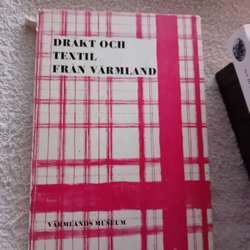 DRÄKT OCH
TEXTIL
FRÅN VÄRMLAND
VÄRMLANDS MUSEUM